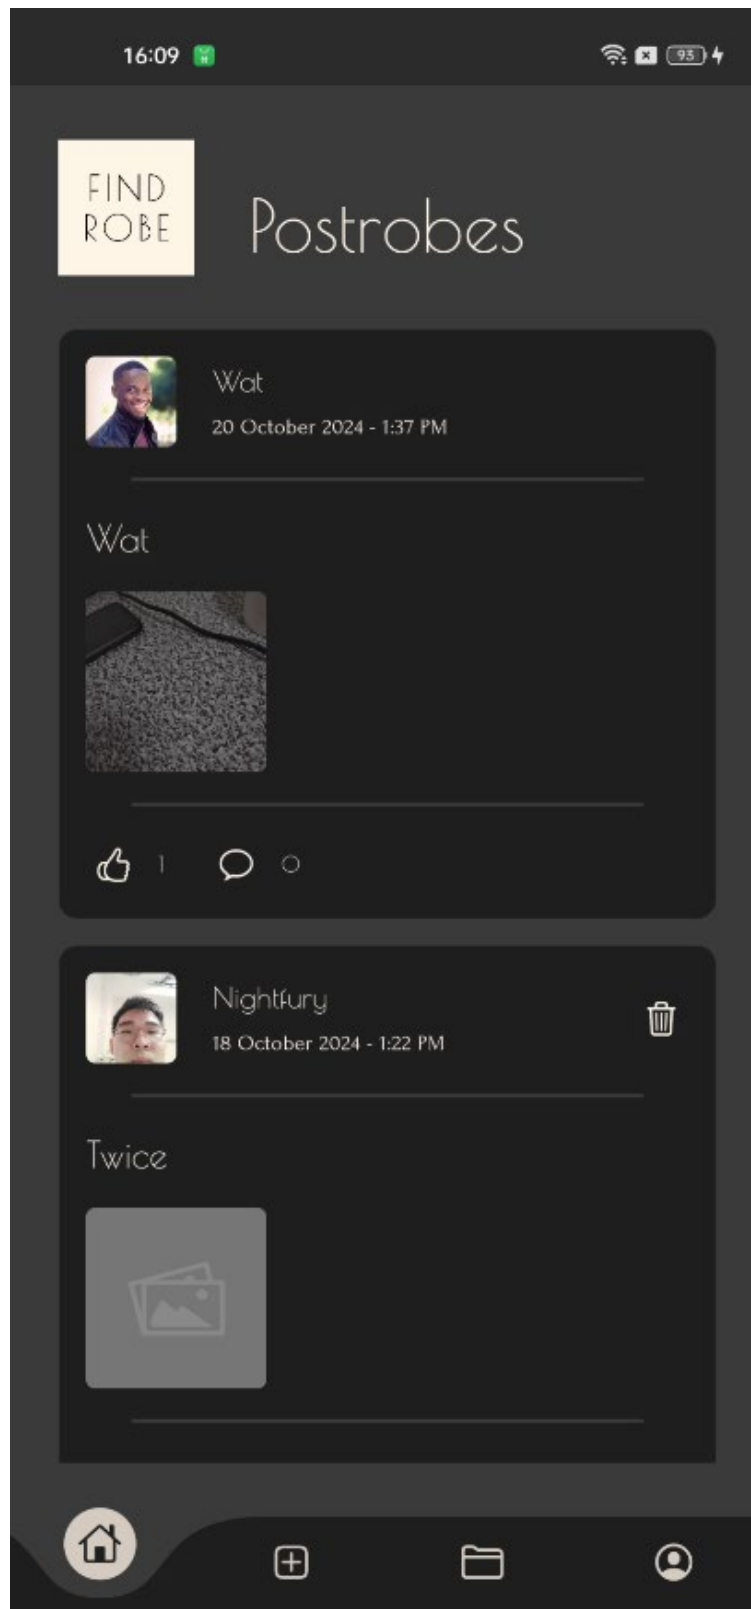 16:09
93
FIND
ROBE
Postrobes
Wat
20 October 2024 - 1:37 PM
Wat
1
0
Nightfury
18 October 2024 - 1:22 PM
Twice